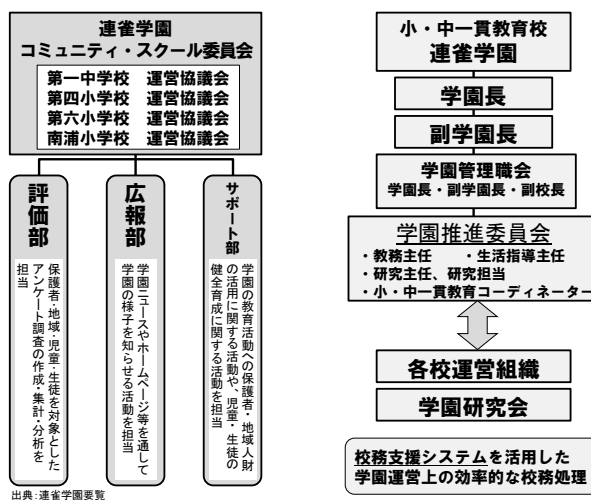 連雀学園
コミュニティ・スクール委員会
第一中学校 運営協議会
第四小学校 運営協議会
第六小学校 運営協議会
南浦小学校 運営協議会
評価部
保護者・地域・児童・生徒を対象とした
アンケート調査の作成・集計・分析を
担当
広報部
学園ニュースやホームページ等を通して
学園の様子を知らせる活動を担当
サポート部
学園の教育活動への保護者・地域人財
の活用に関する活動や、児童・生徒の
健全育成に関する活動を担当
出典:連雀学園要覧
小・中一貫教育校
連雀学園
学園長
副学園長
学園管理職会
学園長・副学園長・副校長
学園推進委員会
・教務主任 ・生活指導主任
・研究主任、研究担当
・小・中一貫教育コーディネーター
各校運営組織
学園研究会
校務支援システムを活用した
学園運営上の効率的な校務処理